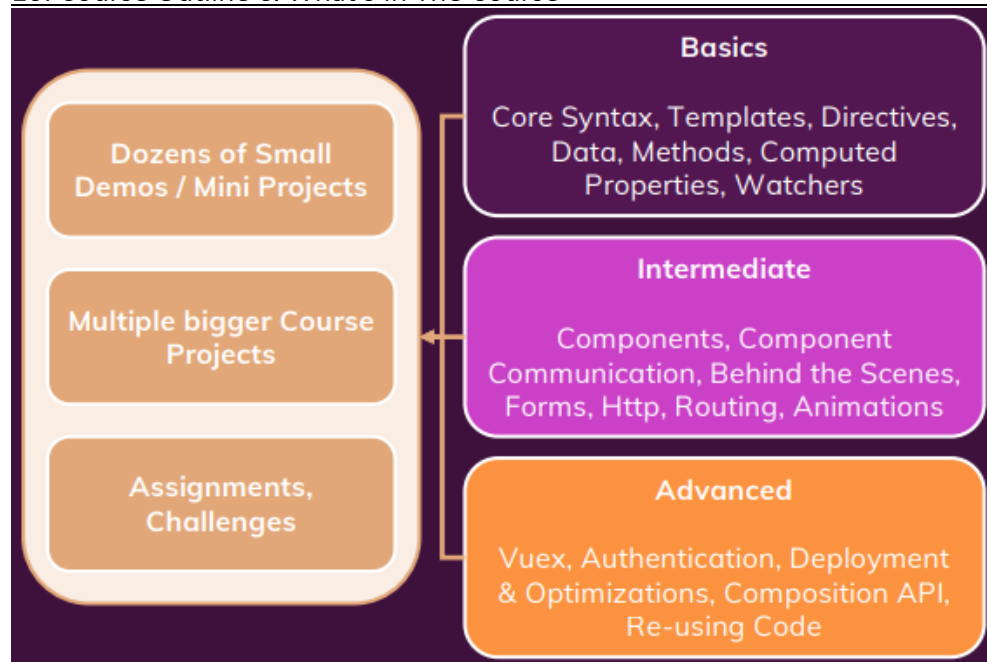 Dozens of Small
Demos / Mini Projects
Multiple bigger Course
Projects
Assignments,
Challenges
Basics
Core Syntax, Templates, Directives,
Data, Methods, Computed
Properties, Watchers
Intermediate
Components, Component
Communication, Behind the Scenes,
Forms, Http, Routing, Animations
Advanced
Vuex, Authentication, Deployment
& Optimizations, Composition API,
Re-using Code